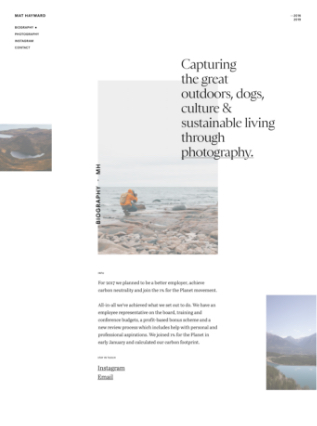 MAT HAYWARD
BIOGRAPHY
PHOTOGRAPHY
INSTAGRAM
CONTACT
Capturing
the great
outdoors, dogs,
culture &
sustainable living
through
photography.
BIOGRAPHY - MH
For 2017 we planned to be a better employer, achieve
carbon neutrality and join the 1% for the Planet movement.
All in all we've achieved what we set out to do. We have an
employee representative on the board, training and
conference budgets, a profit-based bonus scheme and a
new review process which includes help with personal and
professional aspirations. We joined 1% for the Planet in
early January and calculated our carbon footprint.
Instagram
Email